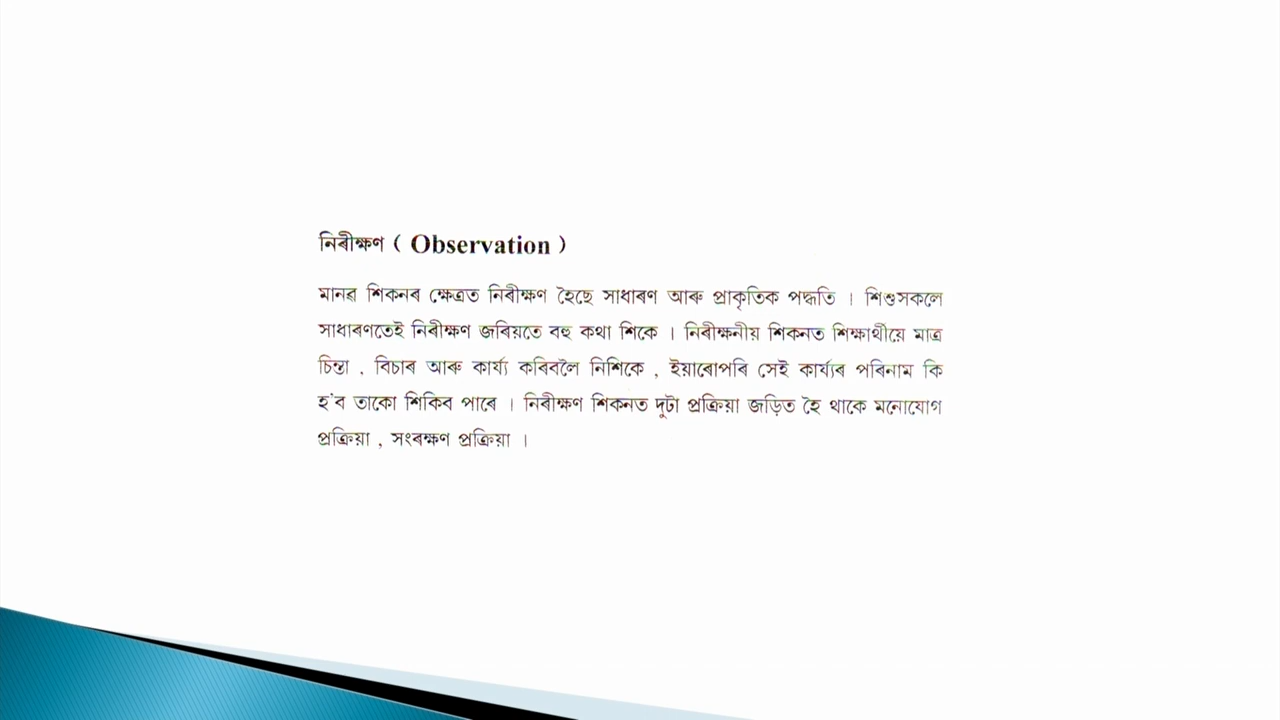 নিৰীক্ষণ ( Observation )
মানৱ শিকনৰ ক্ষেত্ৰত নিৰীক্ষণ হৈছে সাধাৰণ আৰু প্ৰাকৃতিক পদ্ধতি । শিশুসকলে
সাধাৰণতেই নিৰীক্ষণ জৰিয়তে বহু কথা শিকে । নিৰীক্ষনীয় শিকনত শিক্ষাৰ্থীয়ে মাত্ৰ
চিন্তা , বিচাৰ আৰু কাৰ্য্য কৰিবলৈ নিশিকে , ইয়াৰোপৰি সেই কাৰ্য্যৰ পৰিনাম কি
হ'ব তাকো শিকিব পাৰে । নিৰীক্ষণ শিকনত দুটা প্ৰক্ৰিয়া জড়িত হৈ থাকে মনোযোগ
প্ৰক্ৰিয়া , সংৰক্ষণ প্ৰক্ৰিয়া ।